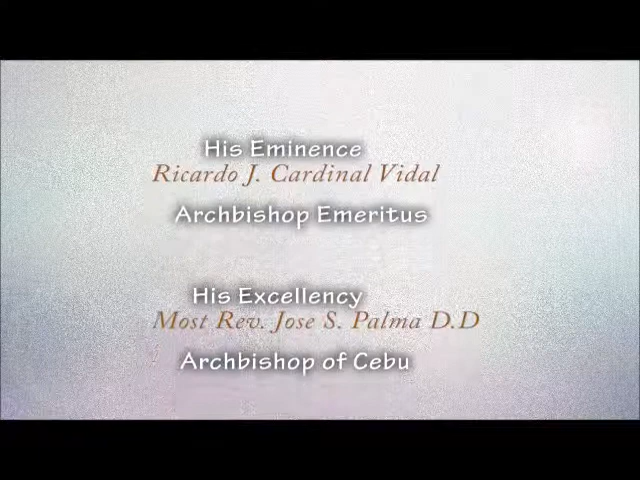 His Eminence
Ricardo J. Cardinal Vidal
Archbishop Emeritus
His Excellency
Most Rev. Jose S. Palma D.D
Archbishop of Cebu